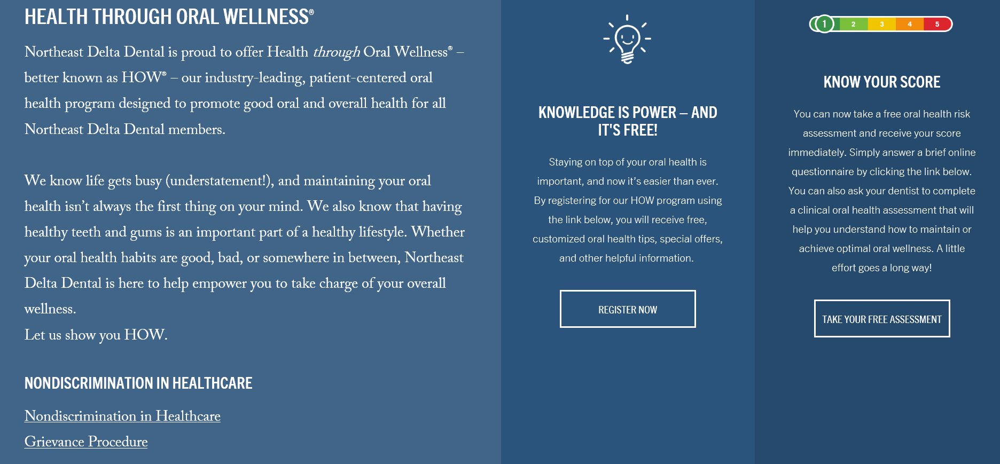 HEALTH THROUGH ORAL WELLNESS®
Northeast Delta Dental is proud to offer Health through Oral Wellness® –
better known as HOW® – our industry-leading, patient-centered oral
health program designed to promote good oral and overall health for all
Northeast Delta Dental members.
We know life gets busy (understatement!), and maintaining your oral
health isn’t always the first thing on your mind. We also know that having
healthy teeth and gums is an important part of a healthy lifestyle. Whether
your oral health habits are good, bad, or somewhere in between, Northeast
Delta Dental is here to help empower you to take charge of your overall
wellness.
Let us show you HOW.
NONDISCRIMINATION IN HEALTHCARE
Nondiscrimination in Healthcare
Grievance Procedure
KNOWLEDGE IS POWER – AND
IT'S FREE!
Staying on top of your oral health is
important, and now it’s easier than ever.
By registering for our HOW program using
the link below, you will receive free,
customized oral health tips, special offers,
and other helpful information.
REGISTER NOW
1 2 3 4 5
KNOW YOUR SCORE
You can now take a free oral health risk
assessment and receive your score
immediately. Simply answer a brief online
questionnaire by clicking the link below.
You can also ask your dentist to complete
a clinical oral health assessment that will
help you understand how to maintain or
achieve optimal oral wellness. A little
effort goes a long way!
TAKE YOUR FREE ASSESSMENT